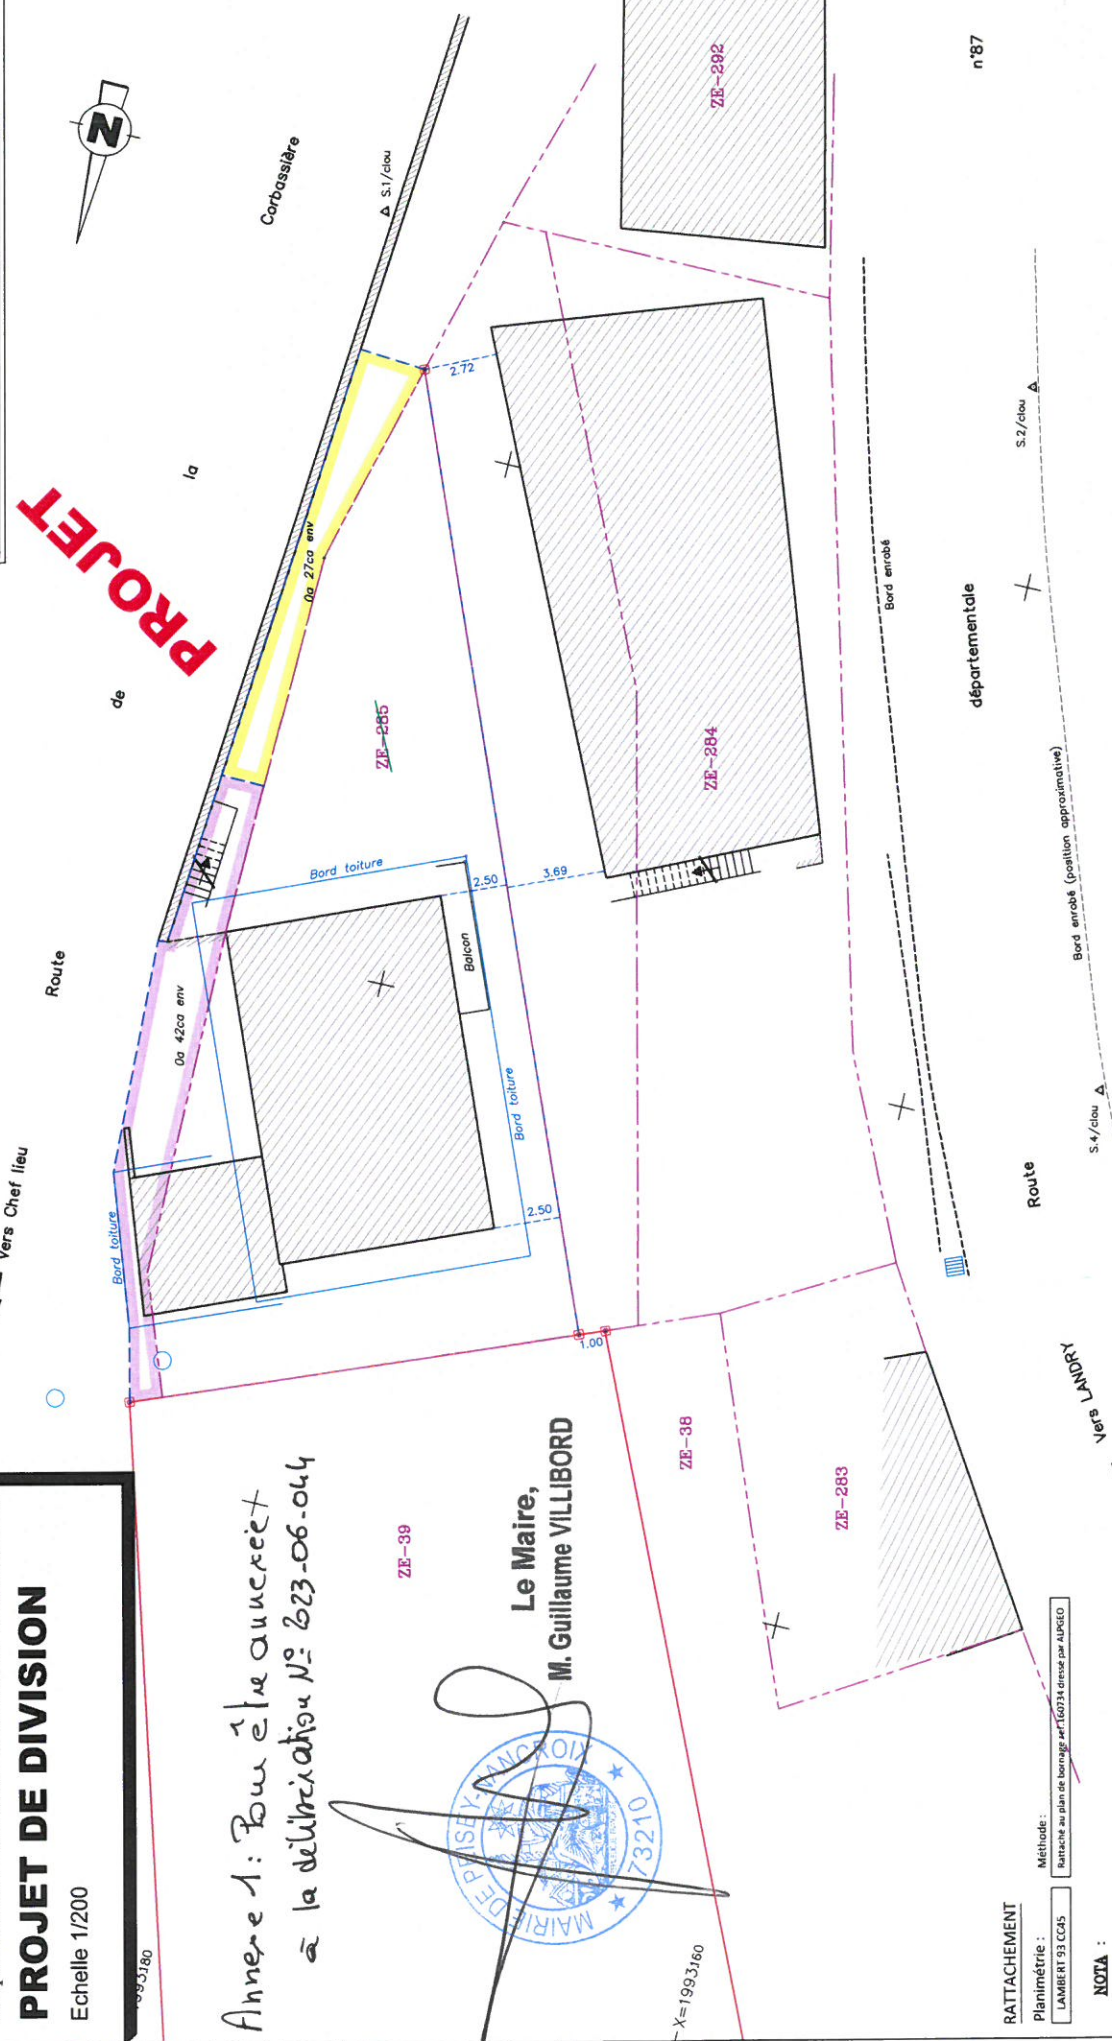 PROJET DE DIVISION
Echelle 1/200
1993180
Vers Chef lieu
Route
de
la
Corbassière
N
PROJET
S.1/clou
0a 27ca env
0a 42ca env
Bord toiture
Bord toiture
Bord toiture
Balcon
2.50
3.69
2.50
2.72
1.00
ZE-285
ZE-284
ZE-292
ZE-39
ZE-38
ZE-283
n°87
Bord enrobé
départementale
Route
S.2/clou
Bord enrobé (position approximative)
S.4/clou
Vers LANDRY
Annexe 1: Pour être annexée
à la délibération N° 2023-06-044
Le Maire,
M. Guillaume VILLIBORD
MAIRIE DE PEISEY-NANCROIX
73210
X=1993160
RATTACHEMENT
Planimétrie :
LAMBERT 93 CC45
Méthode :
Rattaché au plan de bornage ref.160734 dressé par ALPGEO
NOTA :